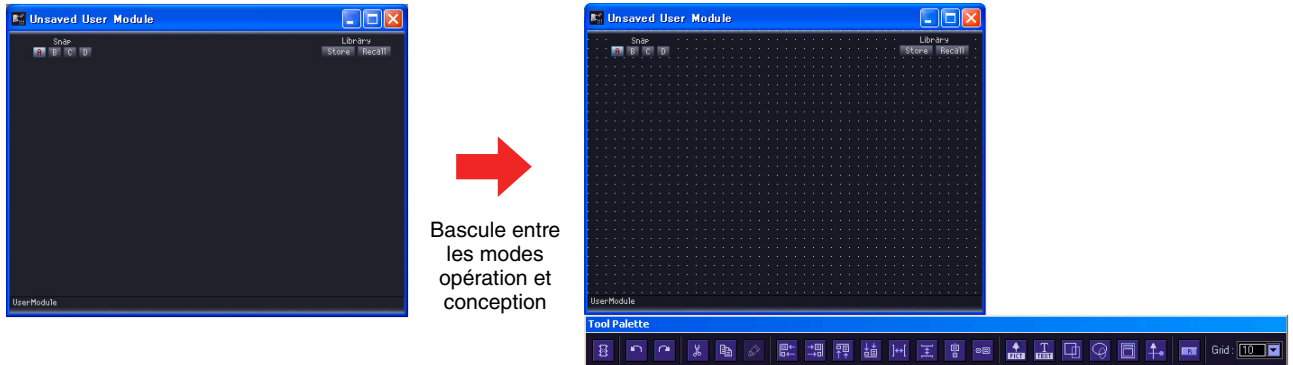 Unsaved User Module
Snap
A B C D
Library
Store Recall
UserModule
Bascule entre
les modes
opération et
conception
Unsaved User Module
Snap
A B C D
Library
Store Recall
UserModule
Tool Palette
PICT TEXT R Grid: 10